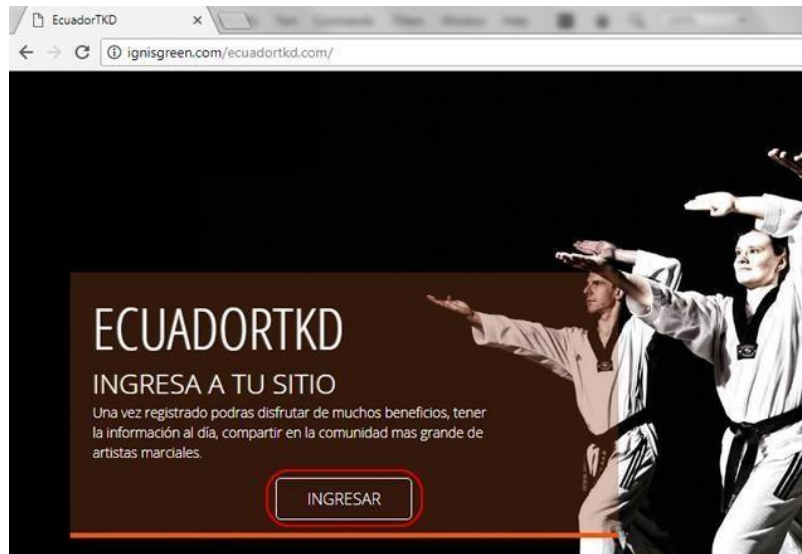 EcuadorTKD
ignisgreen.com/ecuadortkd.com/
ECUADORTKD
INGRESA A TU SITIO
Una vez registrado podras disfrutar de muchos beneficios, tener
la información al día, compartir en la comunidad mas grande de
artistas marciales.
INGRESAR